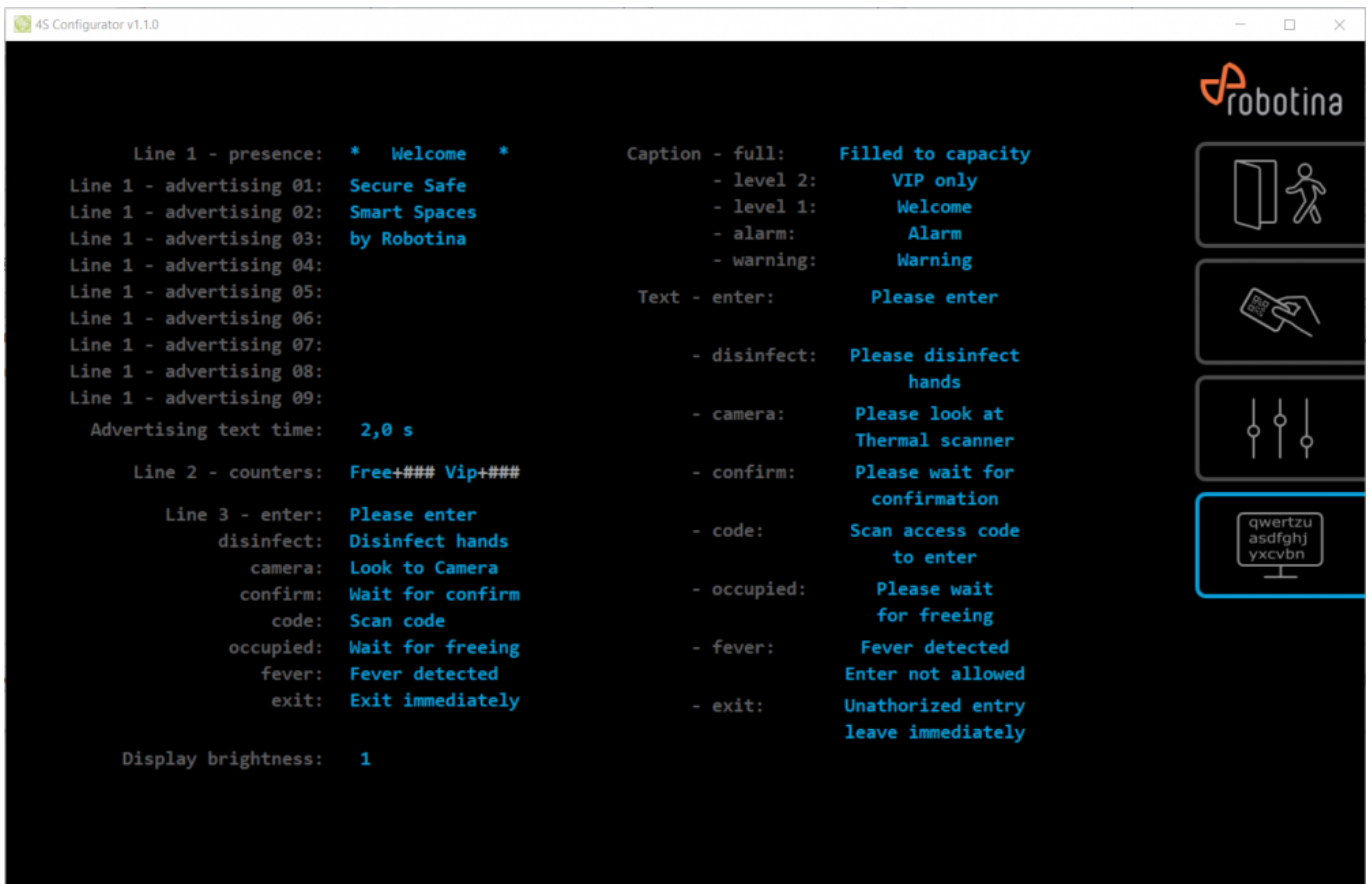 4S Configurator v1.1.0
robotina
Line 1 - presence: * Welcome *
Line 1 - advertising 01: Secure Safe
Line 1 - advertising 02: Smart Spaces
Line 1 - advertising 03: by Robotina
Line 1 - advertising 04:
Line 1 - advertising 05:
Line 1 - advertising 06:
Line 1 - advertising 07:
Line 1 - advertising 08:
Line 1 - advertising 09:
Advertising text time: 2,0 s
Line 2 - counters: Free+### Vip+###
Line 3 - enter: Please enter
disinfect: Disinfect hands
camera: Look to Camera
confirm: Wait for confirm
code: Scan code
occupied: Wait for freeing
fever: Fever detected
exit: Exit immediately
Display brightness: 1
Caption - full: Filled to capacity
- level 2: VIP only
- level 1: Welcome
- alarm: Alarm
- warning: Warning
Text - enter: Please enter
- disinfect: Please disinfect
hands
- camera: Please look at
Thermal scanner
- confirm: Please wait for
confirmation
- code: Scan access code
to enter
- occupied: Please wait
for freeing
- fever: Fever detected
Enter not allowed
- exit: Unathorized entry
leave immediately
qwertzu
asdfghj
yxcvbn